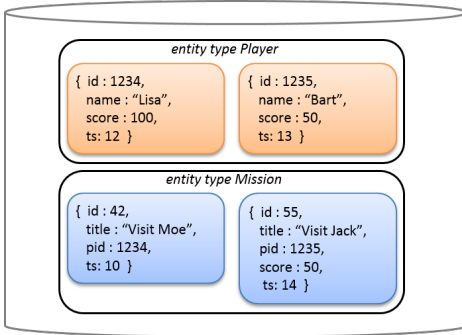 entity type Player
{ id : 1234,
name : “Lisa”,
score : 100,
ts: 12 }
{ id : 1235,
name : “Bart”,
score : 50,
ts: 13 }
entity type Mission
{ id : 42,
title : “Visit Moe”,
pid : 1234,
ts: 10 }
{ id : 55,
title : “Visit Jack”,
pid : 1235,
score : 50,
ts: 14 }